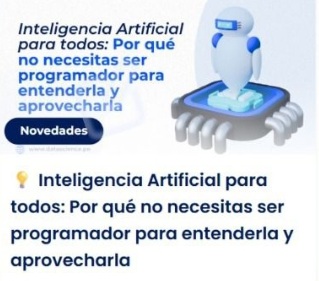 Inteligencia Artificial
para todos: Por qué
no necesitas ser
programador para
entenderla y
aprovecharla
Novedades
www.datascience.pe
💡 Inteligencia Artificial para
todos: Por qué no necesitas ser
programador para entenderla y
aprovecharla